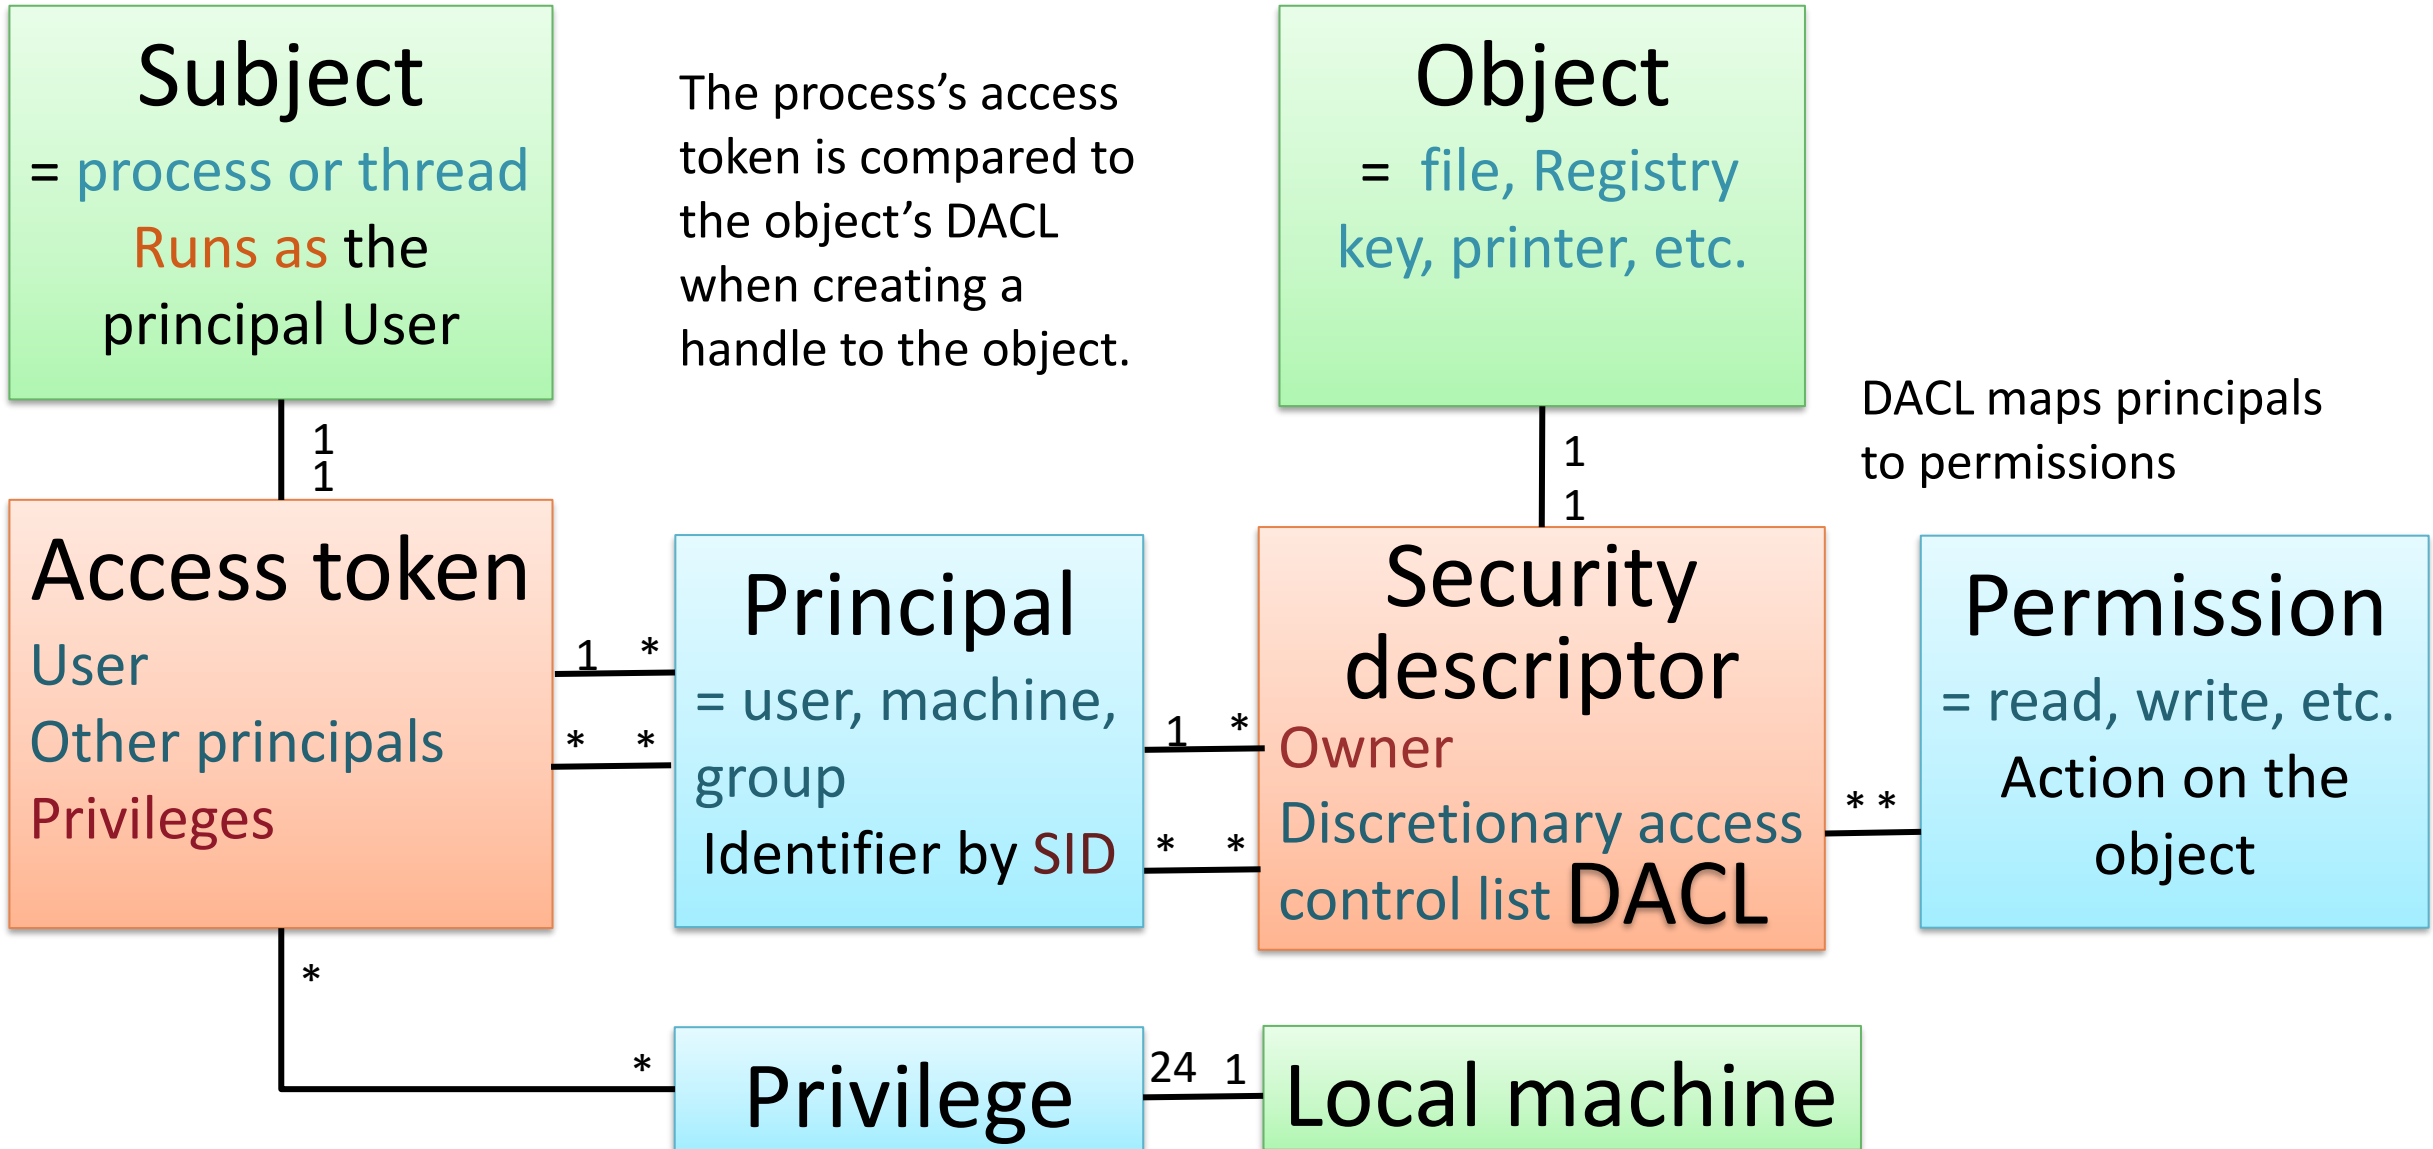 Subject
= process or thread
Runs as the
principal User
The process’s access
token is compared to
the object’s DACL
when creating a
handle to the object.
Object
= file, Registry
key, printer, etc.
DACL maps principals
to permissions
1
1
1
1
Access token
User
Other principals
Privileges
1 *
* *
Principal
= user, machine,
group
Identifier by SID
1 *
* *
Security
descriptor
Owner
Discretionary access
control list DACL
* *
Permission
= read, write, etc.
Action on the
object
*
*
Privilege
24 1
Local machine